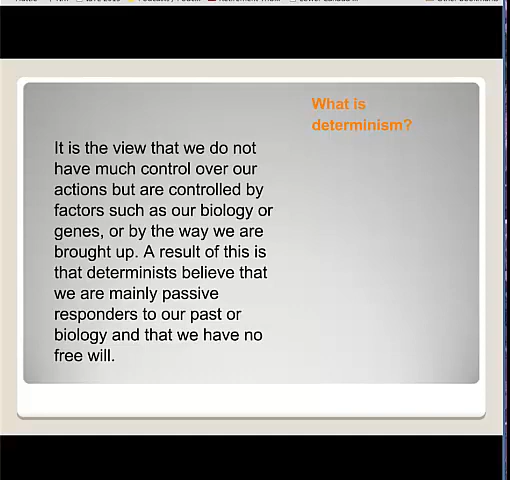 What is
determinism?
It is the view that we do not
have much control over our
actions but are controlled by
factors such as our biology or
genes, or by the way we are
brought up. A result of this is
that determinists believe that
we are mainly passive
responders to our past or
biology and that we have no
free will.